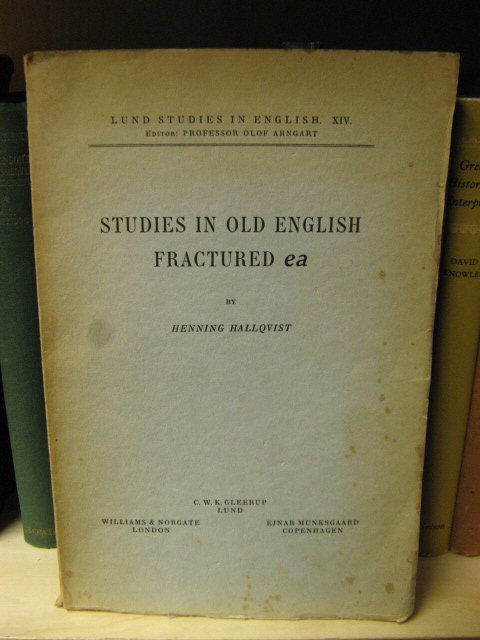 LUND STUDIES IN ENGLISH. XIV.
EDITOR: PROFESSOR OLOF ARNGART
STUDIES IN OLD ENGLISH
FRACTURED ea
BY
HENNING HALLQVIST
C. W. K. GLEERUP
LUND
WILLIAMS & NORGATE
LONDON
EJNAR MUNKSGAARD
COPENHAGEN
DAVID